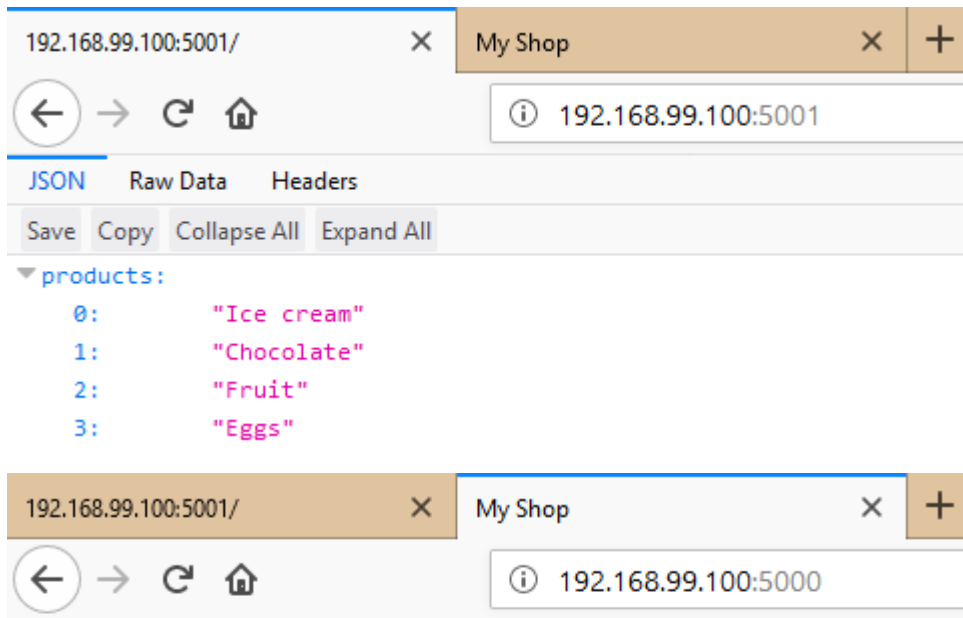 192.168.99.100:5001/ My Shop
192.168.99.100:5001
JSON Raw Data Headers
Save Copy Collapse All Expand All
products:
0: "Ice cream"
1: "Chocolate"
2: "Fruit"
3: "Eggs"
192.168.99.100:5001/ My Shop
192.168.99.100:5000